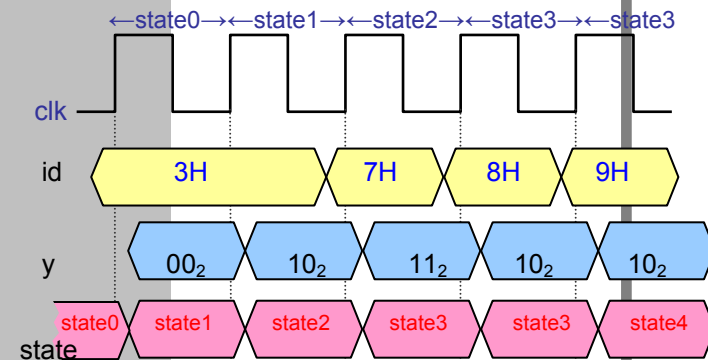 ←state0→←state1→←state2→←state3→←state3
clk
id 3H 7H 8H 9H
y 00₂ 10₂ 11₂ 10₂ 10₂
state0 state1 state2 state3 state3 state4
state